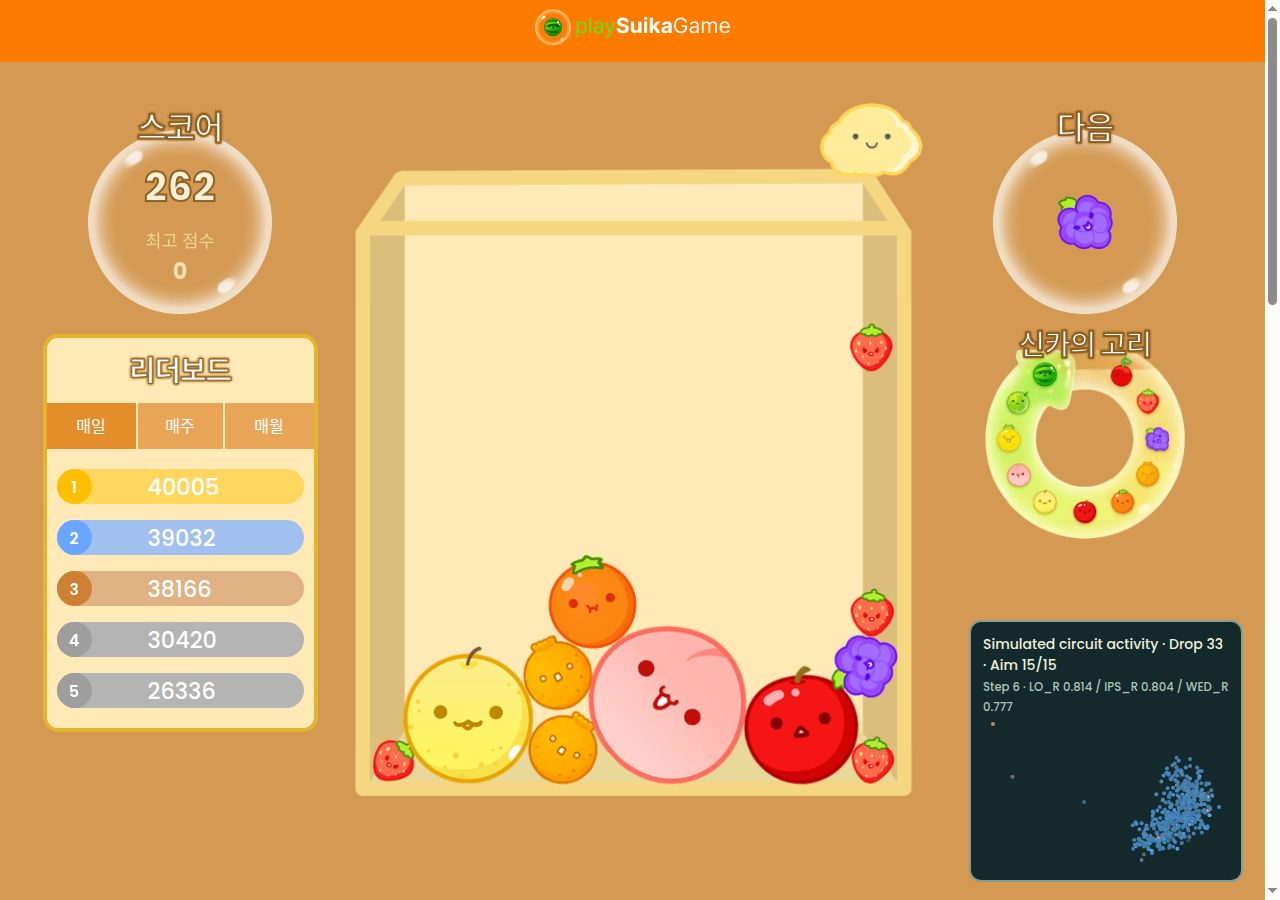 playSuikaGame
스코어
262
최고 점수
0
다음
신카의 고리
리더보드
매일
매주
매월
1 40005
2 39032
3 38166
4 30420
5 26336
Simulated circuit activity · Drop 33
· Aim 15/15
Step 6 · LO_R 0.814 / IPS_R 0.804 / WED_R
0.777